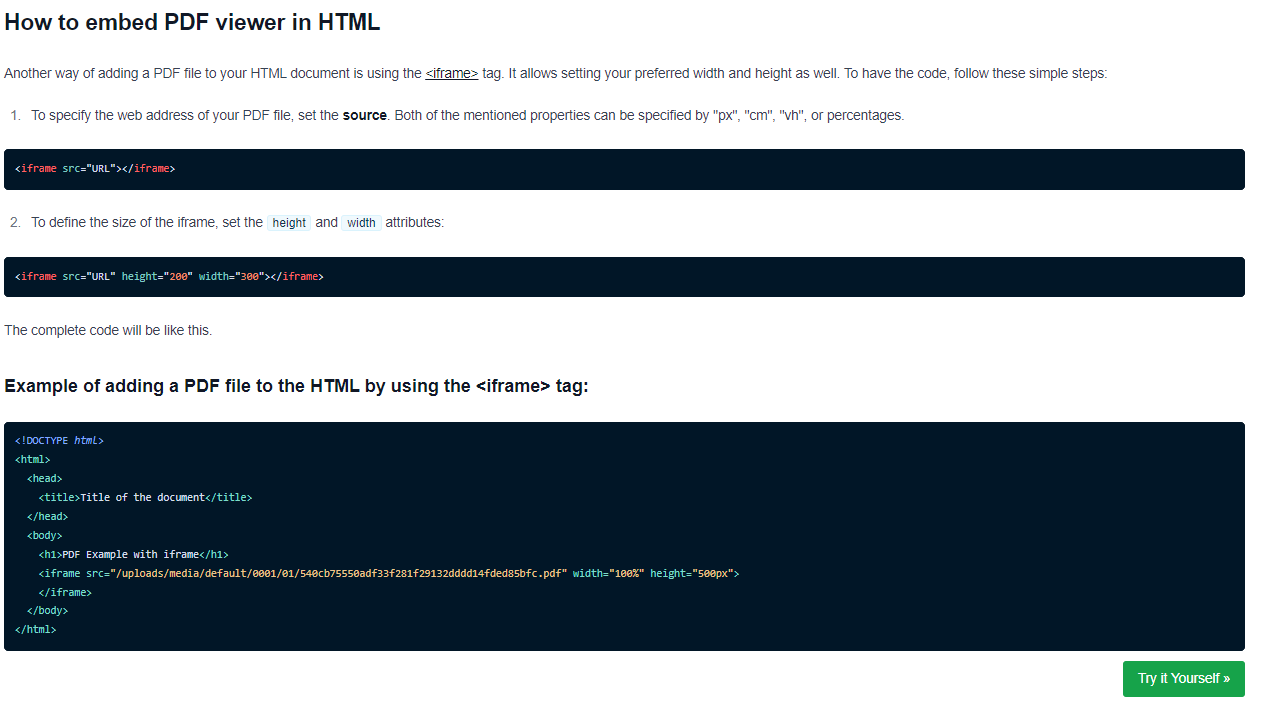 How to embed PDF viewer in HTML
Another way of adding a PDF file to your HTML document is using the <iframe> tag. It allows setting your preferred width and height as well. To have the code, follow these simple steps:
1. To specify the web address of your PDF file, set the source. Both of the mentioned properties can be specified by "px", "cm", "vh", or percentages.
<iframe src="URL"></iframe>
2. To define the size of the iframe, set the height and width attributes:
<iframe src="URL" height="200" width="300"></iframe>
The complete code will be like this.
Example of adding a PDF file to the HTML by using the <iframe> tag:
<!DOCTYPE html>
<html>
  <head>
    <title>Title of the document</title>
  </head>
  <body>
    <h1>PDF Example with iframe</h1>
    <iframe src="/uploads/media/default/0001/01/540cb75550adf33f281f29132dddd14fded85bfc.pdf" width="100%" height="500px">
    </iframe>
  </body>
</html>
Try it Yourself »